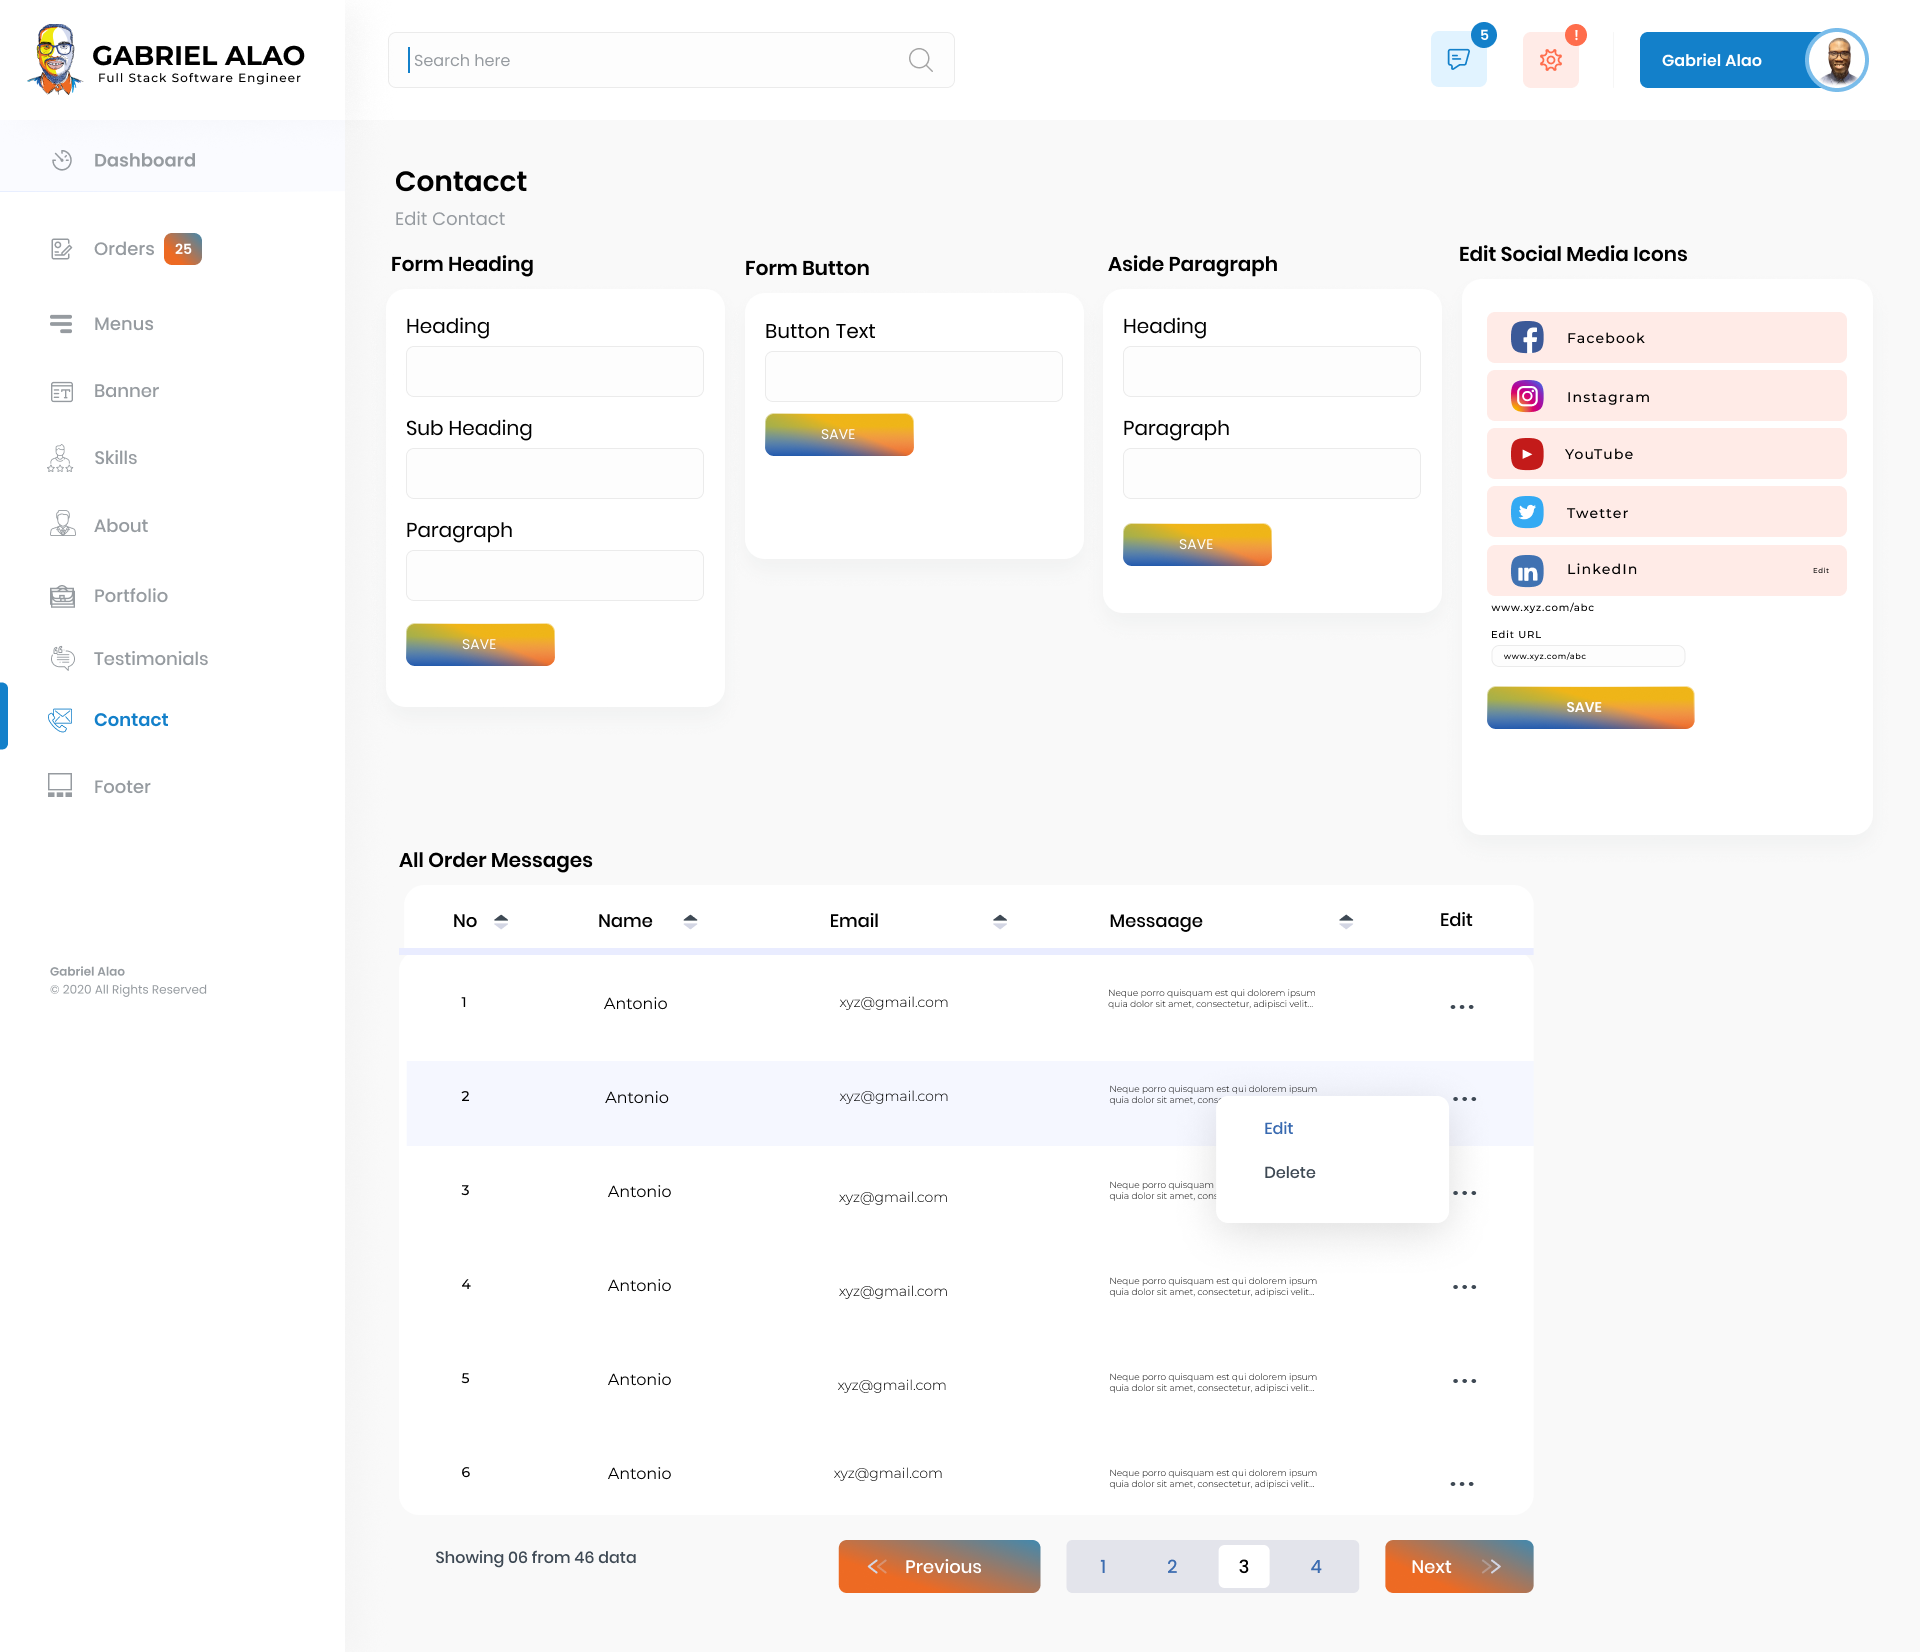 GABRIEL ALAO
Full Stack Software Engineer
Search here
5
!
Gabriel Alao
Dashboard
Orders 25
Menus
Banner
Skills
About
Portfolio
Testimonials
Contact
Footer
Gabriel Alao
© 2020 All Rights Reserved
Contacct
Edit Contact
Form Heading
Heading
Sub Heading
Paragraph
SAVE
Form Button
Button Text
SAVE
Aside Paragraph
Heading
Paragraph
SAVE
Edit Social Media Icons
Facebook
Instagram
YouTube
Twetter
LinkedIn Edit
www.xyz.com/abc
Edit URL
www.xyz.com/abc
SAVE
All Order Messages
No Name Email Messaage Edit
1 Antonio xyz@gmail.com Neque porro quisquam est qui dolorem ipsum
quia dolor sit amet, consectetur, adipisci velit... ...
2 Antonio xyz@gmail.com Neque porro quisquam est qui dolorem ipsum
quia dolor sit amet, conse ...
Edit
Delete
3 Antonio xyz@gmail.com Neque porro quisquam
quia dolor sit amet, cons ...
4 Antonio xyz@gmail.com Neque porro quisquam est qui dolorem ipsum
quia dolor sit amet, consectetur, adipisci velit... ...
5 Antonio xyz@gmail.com Neque porro quisquam est qui dolorem ipsum
quia dolor sit amet, consectetur, adipisci velit... ...
6 Antonio xyz@gmail.com Neque porro quisquam est qui dolorem ipsum
quia dolor sit amet, consectetur, adipisci velit... ...
Showing 06 from 46 data
Previous 1 2 3 4 Next